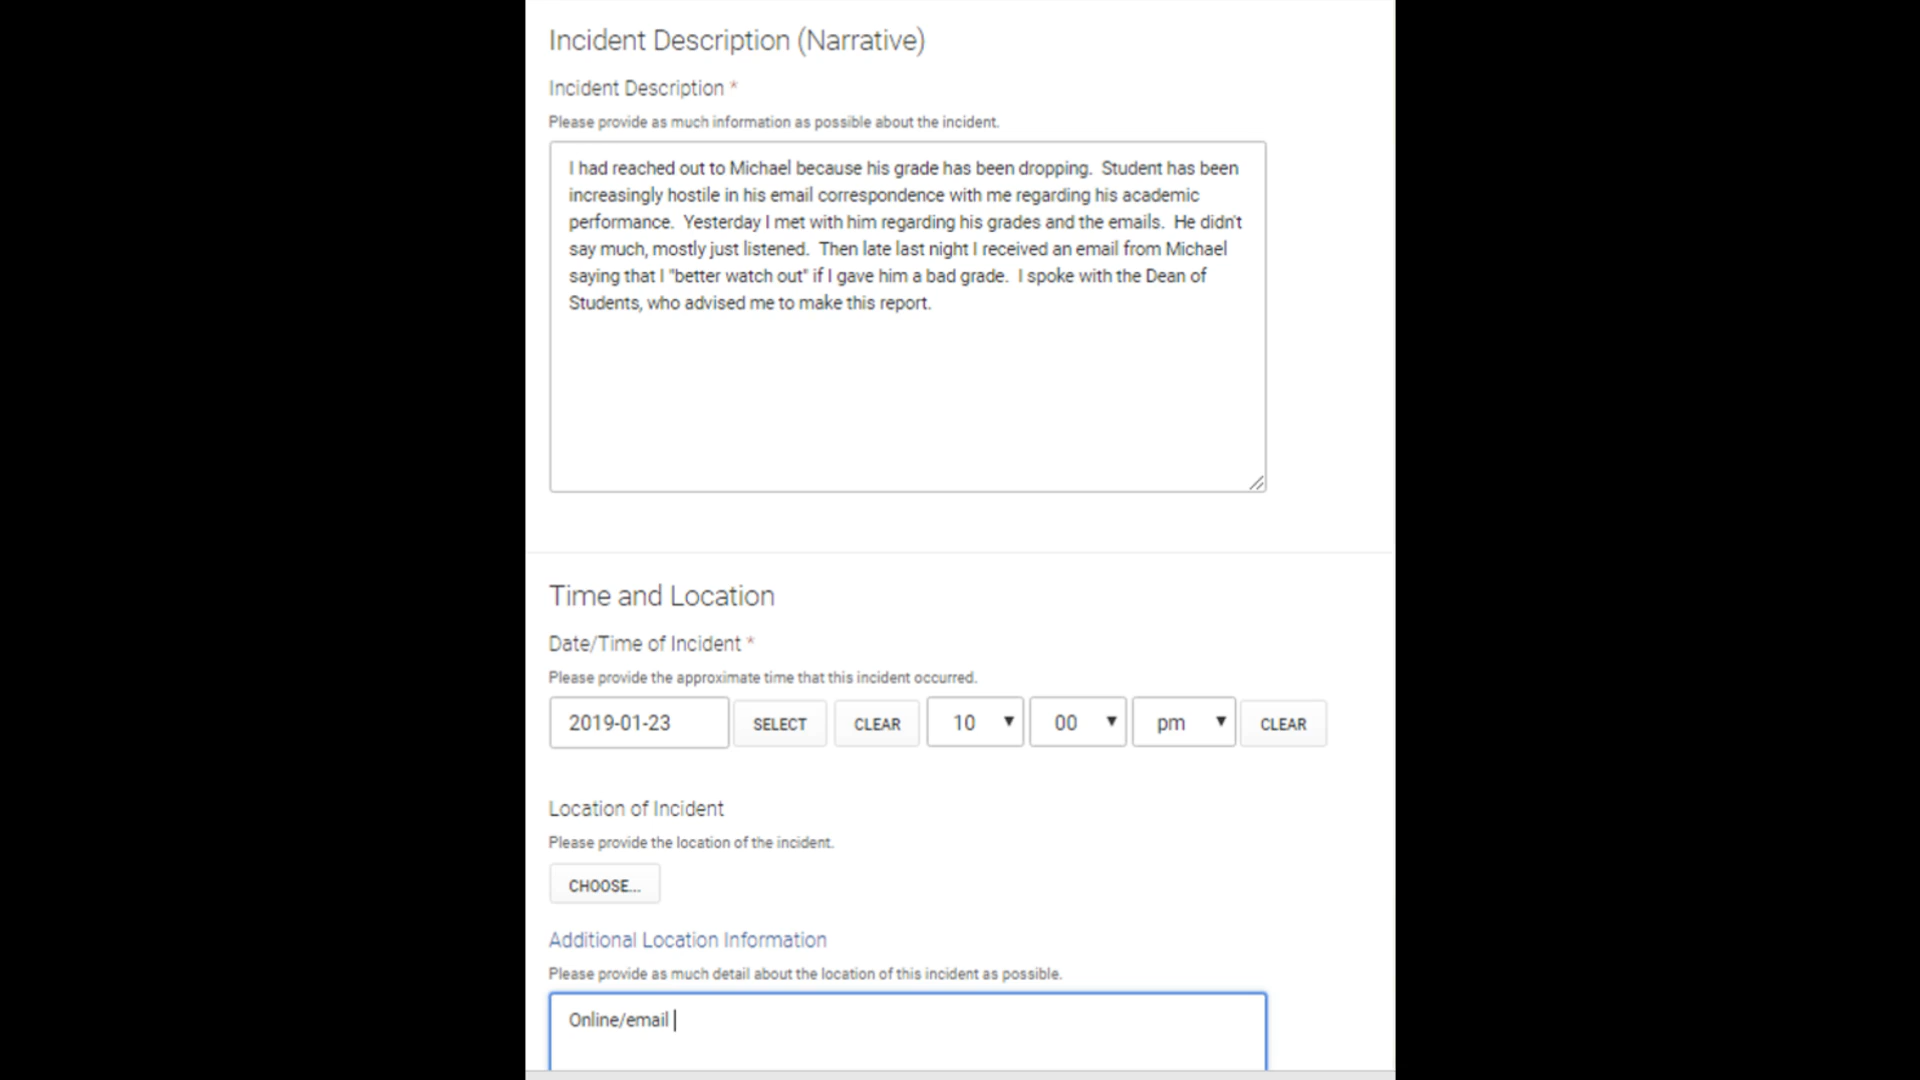 Incident Description (Narrative)
Incident Description *
Please provide as much information as possible about the incident.
I had reached out to Michael because his grade has been dropping.  Student has been
increasingly hostile in his email correspondence with me regarding his academic
performance.  Yesterday I met with him regarding his grades and the emails.  He didn't
say much, mostly just listened.  Then late last night I received an email from Michael
saying that I "better watch out" if I gave him a bad grade.  I spoke with the Dean of
Students, who advised me to make this report.
Time and Location
Date/Time of Incident *
Please provide the approximate time that this incident occurred.
2019-01-23 SELECT CLEAR 10 00 pm CLEAR
Location of Incident
Please provide the location of the incident.
CHOOSE...
Additional Location Information
Please provide as much detail about the location of this incident as possible.
Online/email